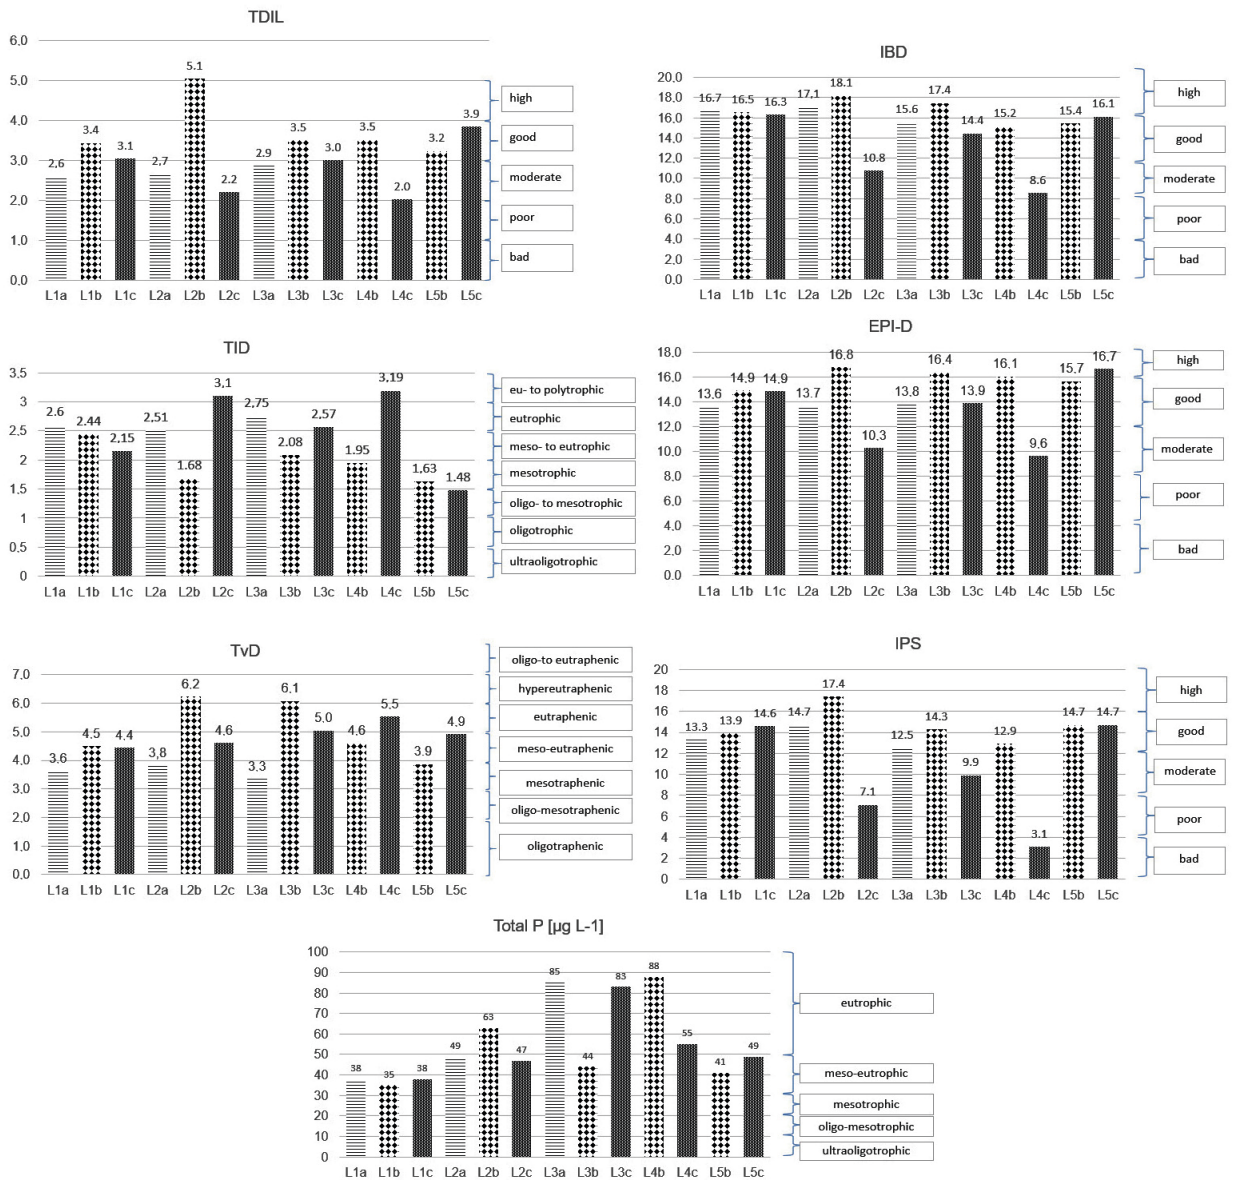 TDIL
6.0
5.0
4.0
3.0
2.0
1.0
0.0
2,6 3.4 3.1 2.7 5.1 2.2 2.9 3.5 3.0 3.5 2.0 3.2 3.9
L1a L1b L1c L2a L2b L2c L3a L3b L3c L4b L4c L5b L5c
high
good
moderate
poor
bad
IBD
20,0
18,0
16,0
14,0
12,0
10,0
8,0
6,0
4,0
2,0
0,0
16.7 16.5 16.3 17,1 18.1 10.8 15.6 17.4 14.4 15.2 8.6 15.4 16.1
L1a L1b L1c L2a L2b L2c L3a L3b L3c L4b L4c L5b L5c
high
good
moderate
poor
bad
TID
3,5
3
2,5
2
1,5
1
0,5
0
2.6 2.44 2,15 2,51 1.68 3,1 2,75 2.08 2,57 1.95 3,19 1,63 1.48
L1a L1b L1c L2a L2b L2c L3a L3b L3c L4b L4c L5b L5c
eu- to polytrophic
eutrophic
meso- to eutrophic
mesotrophic
oligo- to mesotrophic
oligotrophic
ultraoligotrophic
EPI-D
18.0
16.0
14.0
12.0
10.0
8.0
6.0
4.0
2.0
0.0
13.6 14.9 14.9 13.7 16.8 10,3 13.8 16.4 13.9 16.1 9.6 15.7 16.7
L1a L1b L1c L2a L2b L2c L3a L3b L3c L4b L4c L5b L5c
high
good
moderate
poor
bad
TvD
7.0
6.0
5.0
4.0
3.0
2.0
1.0
0.0
3.6 4.5 4.4 3,8 6.2 4.6 3,3 6.1 5,0 4.6 5.5 3.9 4.9
L1a L1b L1c L2a L2b L2c L3a L3b L3c L4b L4c L5b L5c
oligo-to eutraphenic
hypereutraphenic
eutraphenic
meso-eutraphenic
mesotraphenic
oligo-mesotraphenic
oligotraphenic
IPS
20
18
16
14
12
10
8
6
4
2
0
13.3 13.9 14.6 14.7 17.4 7.1 12.5 14.3 9.9 12.9 3.1 14.7 14.7
L1a L1b L1c L2a L2b L2c L3a L3b L3c L4b L4c L5b L5c
high
good
moderate
poor
bad
Total P [µg L-1]
100
90
80
70
60
50
40
30
20
10
0
38 35 38 49 63 47 85 44 83 88 55 41 49
L1a L1b L1c L2a L2b L2c L3a L3b L3c L4b L4c L5b L5c
eutrophic
meso-eutrophic
mesotrophic
oligo-mesotrophic
ultraoligotrophic